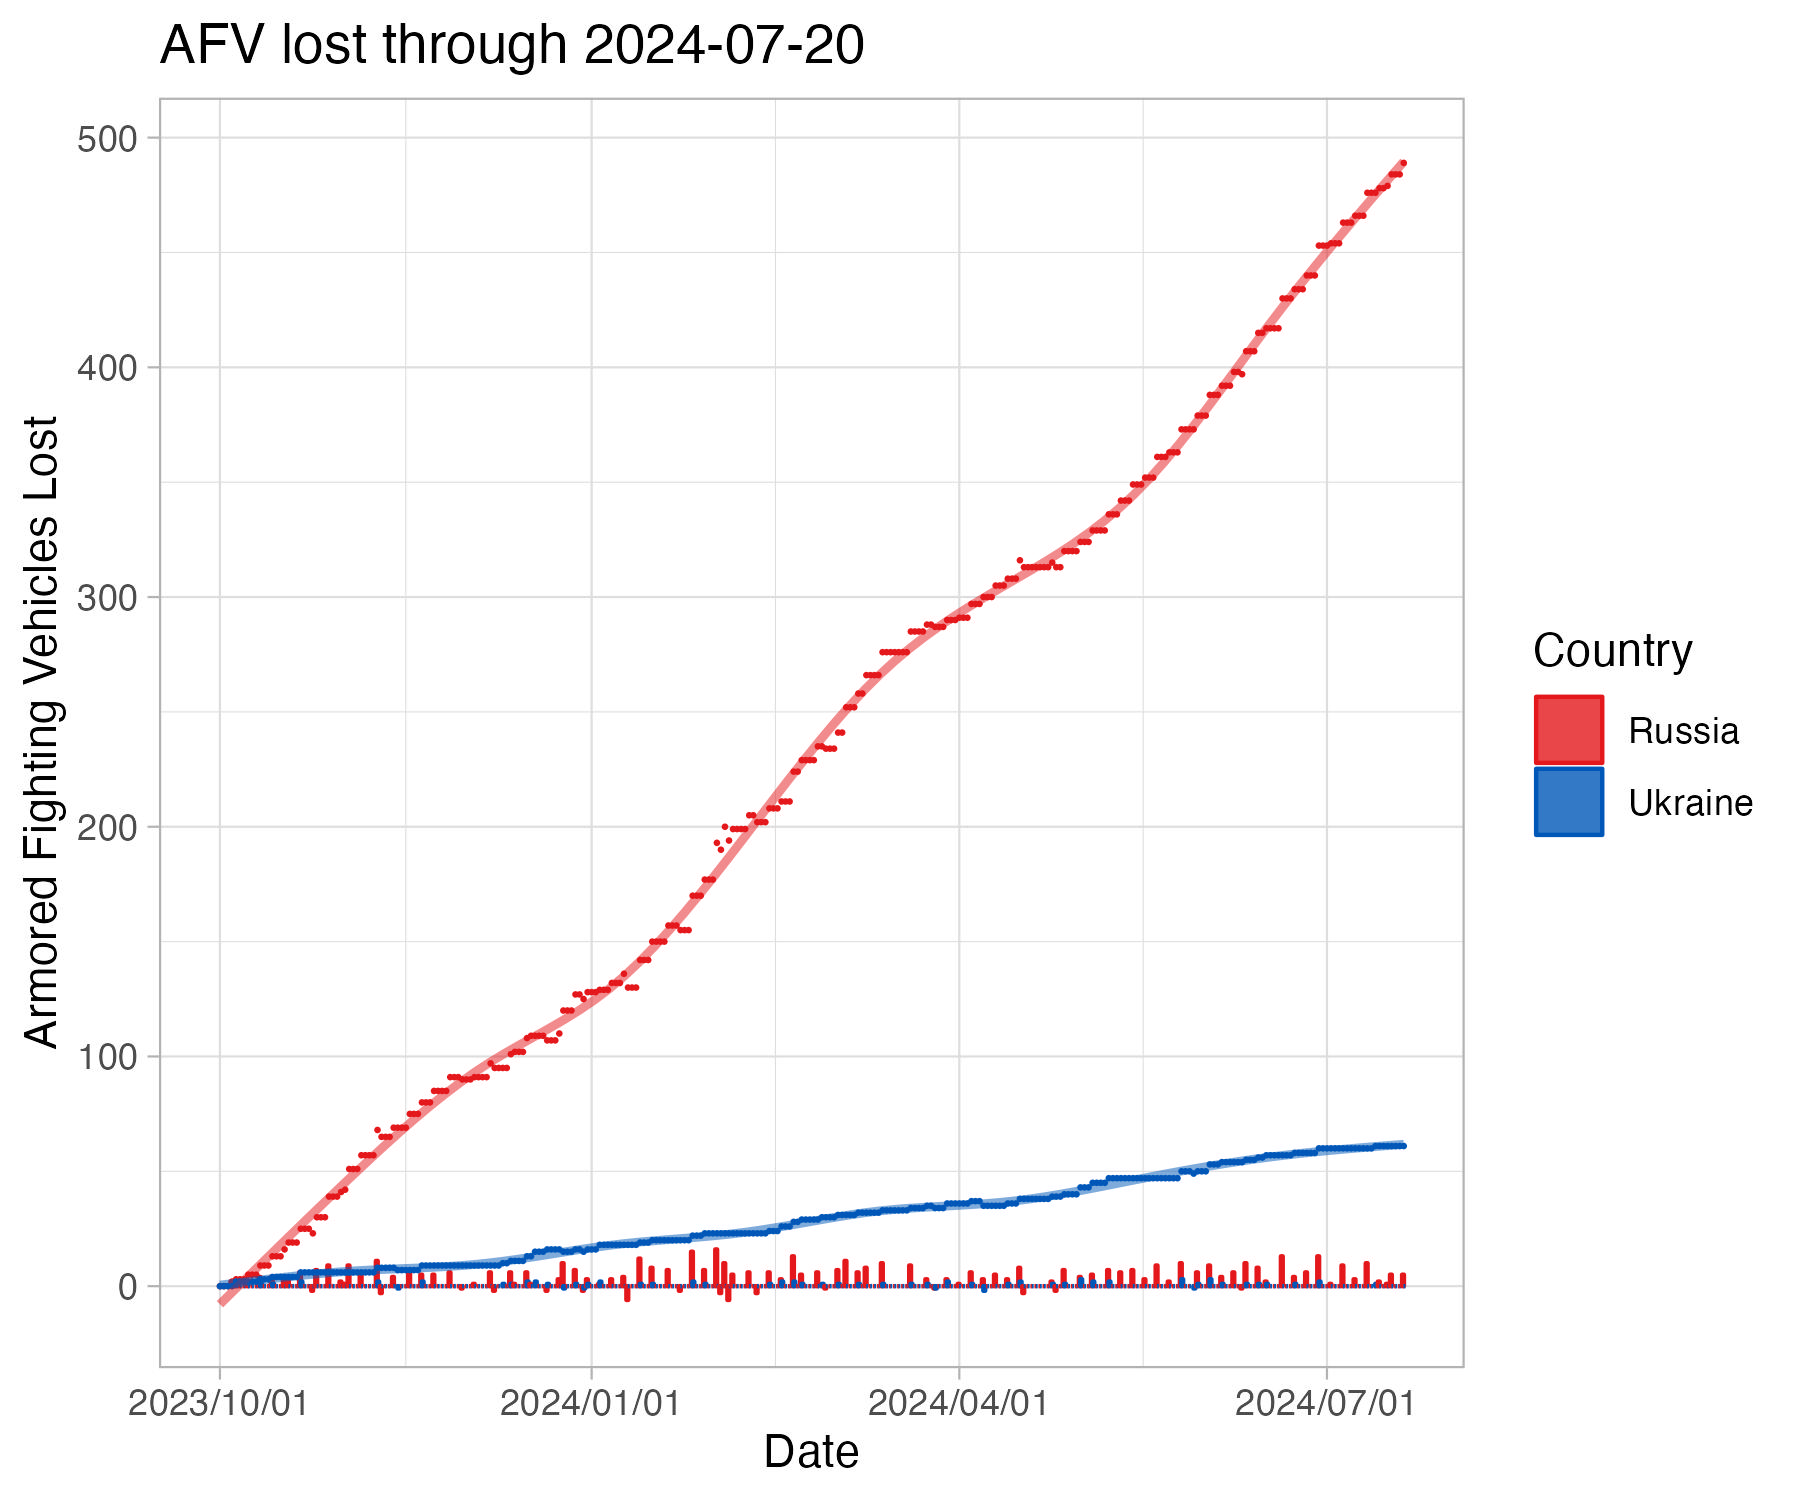 AFV lost through 2024-07-20
Armored Fighting Vehicles Lost
500
400
300
200
100
0
2023/10/01
2024/01/01
2024/04/01
2024/07/01
Date
Country
Russia
Ukraine